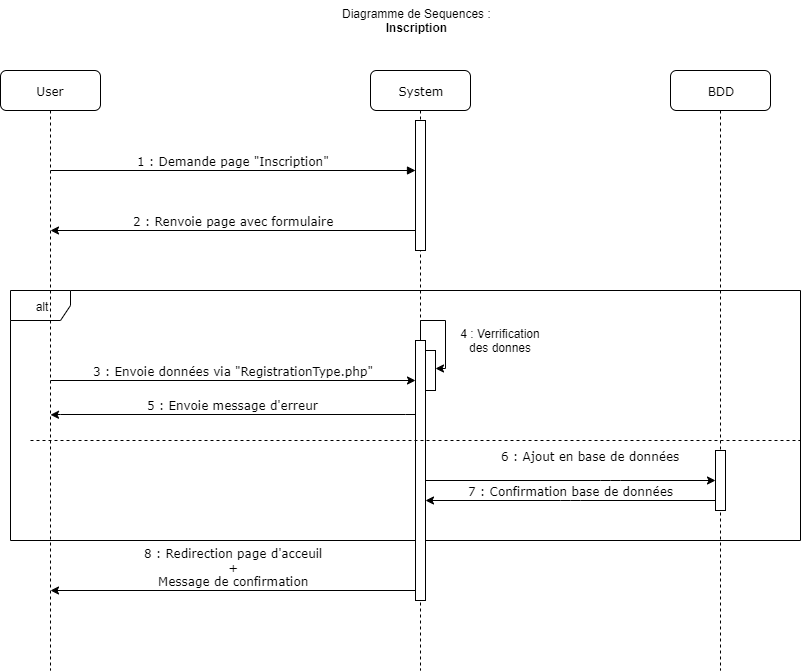 Diagramme de Sequences :
Inscription
User
System
BDD
1 : Demande page "Inscription"
2 : Renvoie page avec formulaire
alt
4 : Verrification
des donnes
3 : Envoie données via "RegistrationType.php"
5 : Envoie message d'erreur
6 : Ajout en base de données
7 : Confirmation base de données
8 : Redirection page d'acceuil
+
Message de confirmation